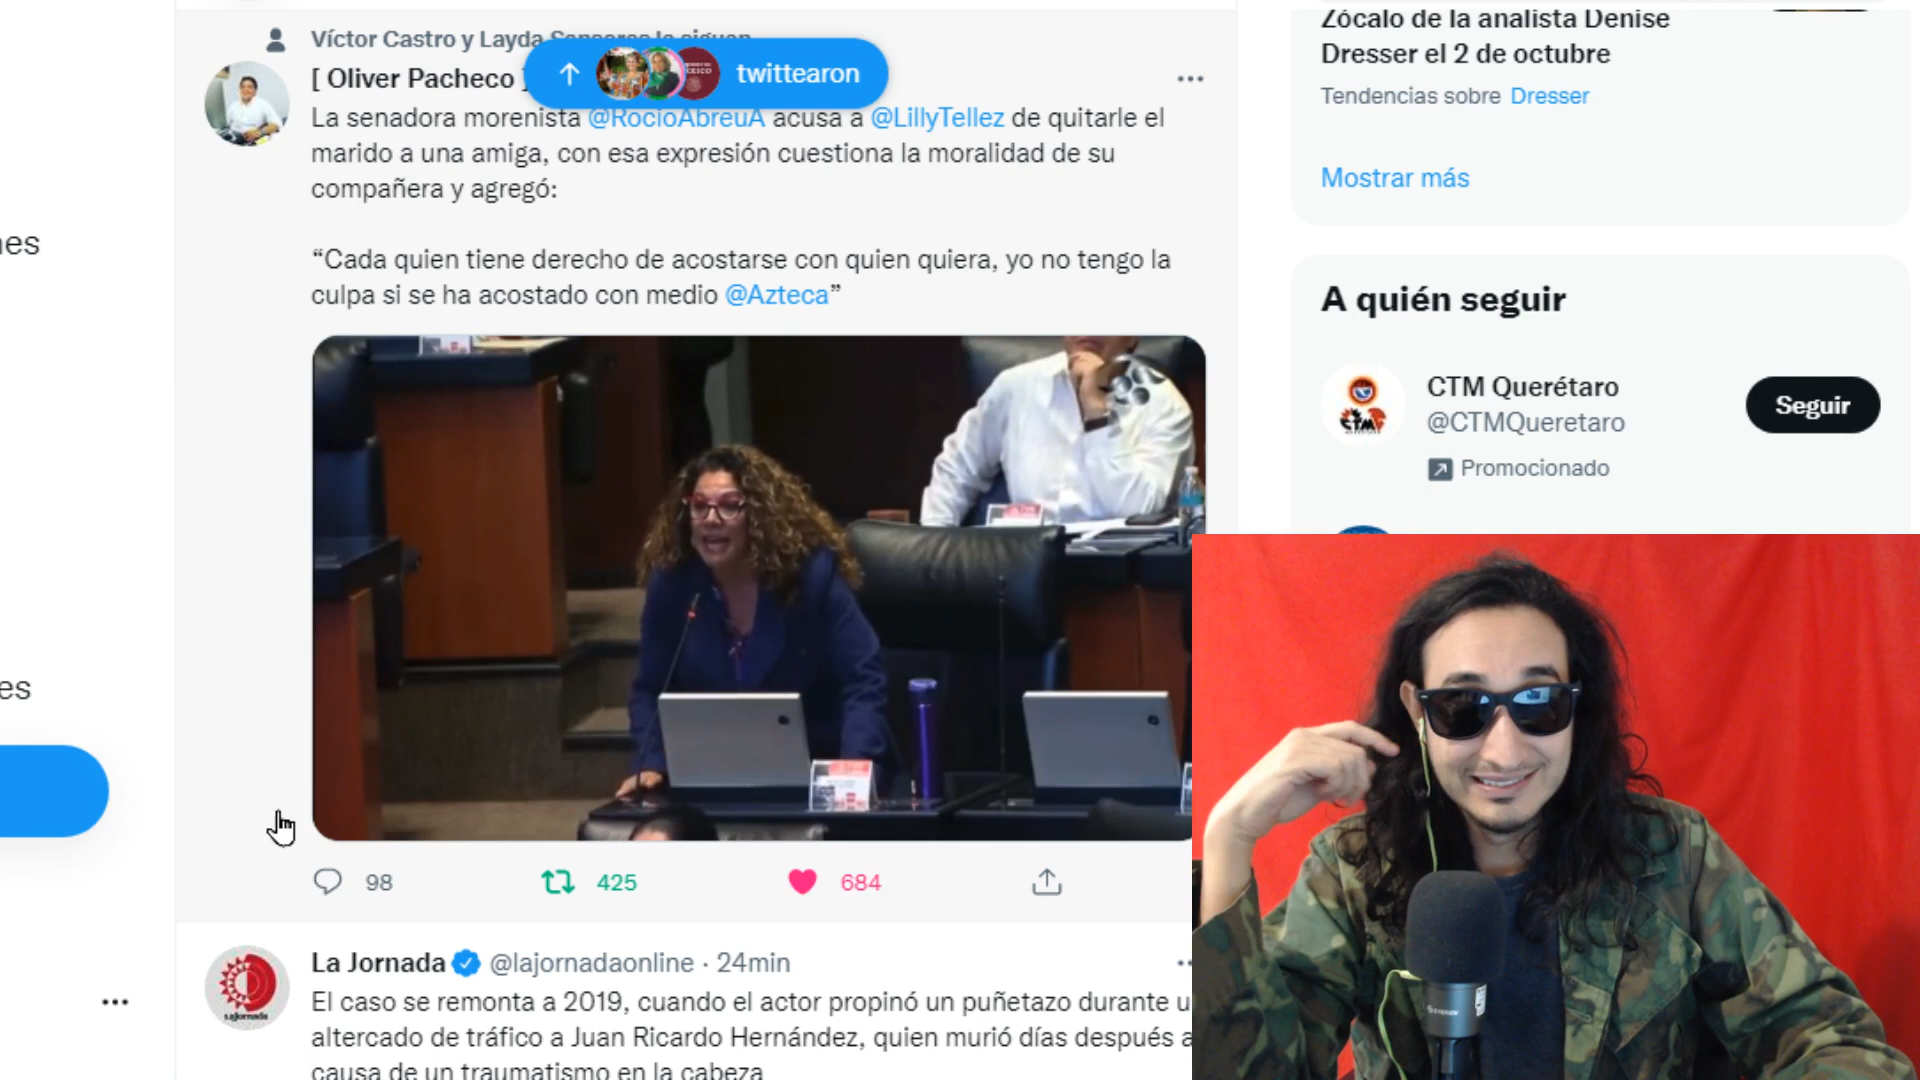 Víctor Castro y Layda
[ Oliver Pacheco ]
twittearon
La senadora morenista @RocioAbreuA acusa a @LillyTellez de quitarle el
marido a una amiga, con esa expresión cuestiona la moralidad de su
compañera y agregó:
“Cada quien tiene derecho de acostarse con quien quiera, yo no tengo la
culpa si se ha acostado con medio @Azteca”
98
425
684
La Jornada @lajornadaonline · 24min
El caso se remonta a 2019, cuando el actor propinó un puñetazo durante u
altercado de tráfico a Juan Ricardo Hernández, quien murió días después a
causa de un traumatismo en la cabeza
es
Zócalo de la analista Denise
Dresser el 2 de octubre
Tendencias sobre Dresser
Mostrar más
A quién seguir
CTM
CTM Querétaro
@CTMQueretaro
Promocionado
Seguir